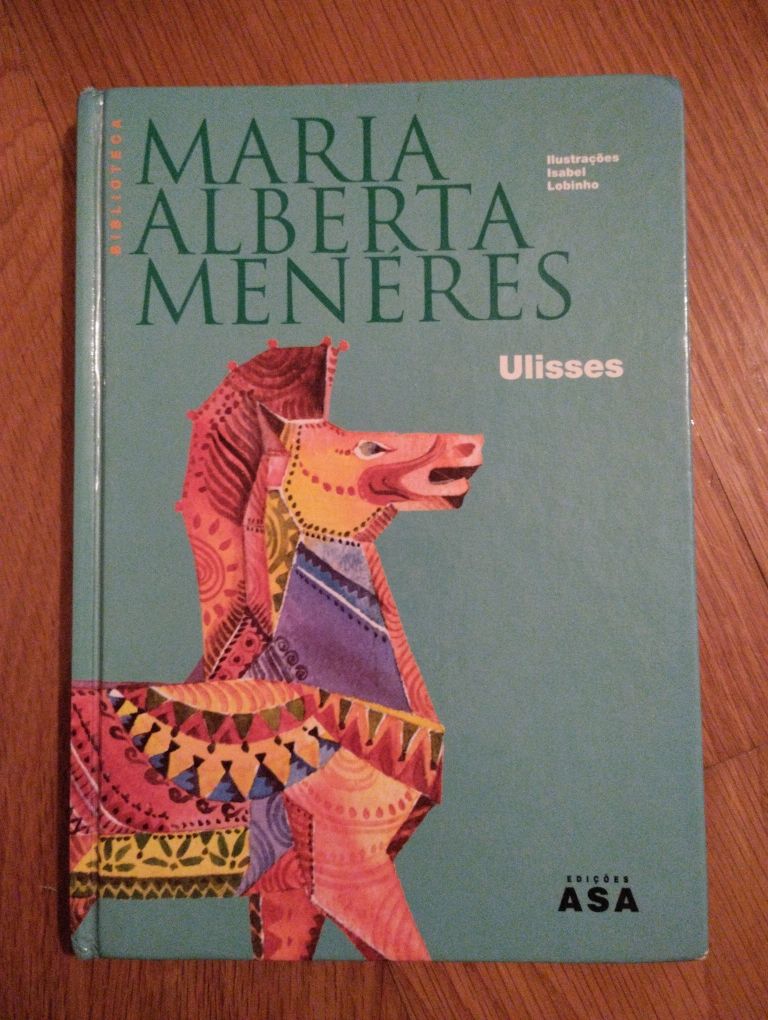 BIBLIOTECA
MARIA
ALBERTA
MENÉRES
Ilustrações
Isabel
Lobinho
Ulisses
EDIÇÕES
ASA